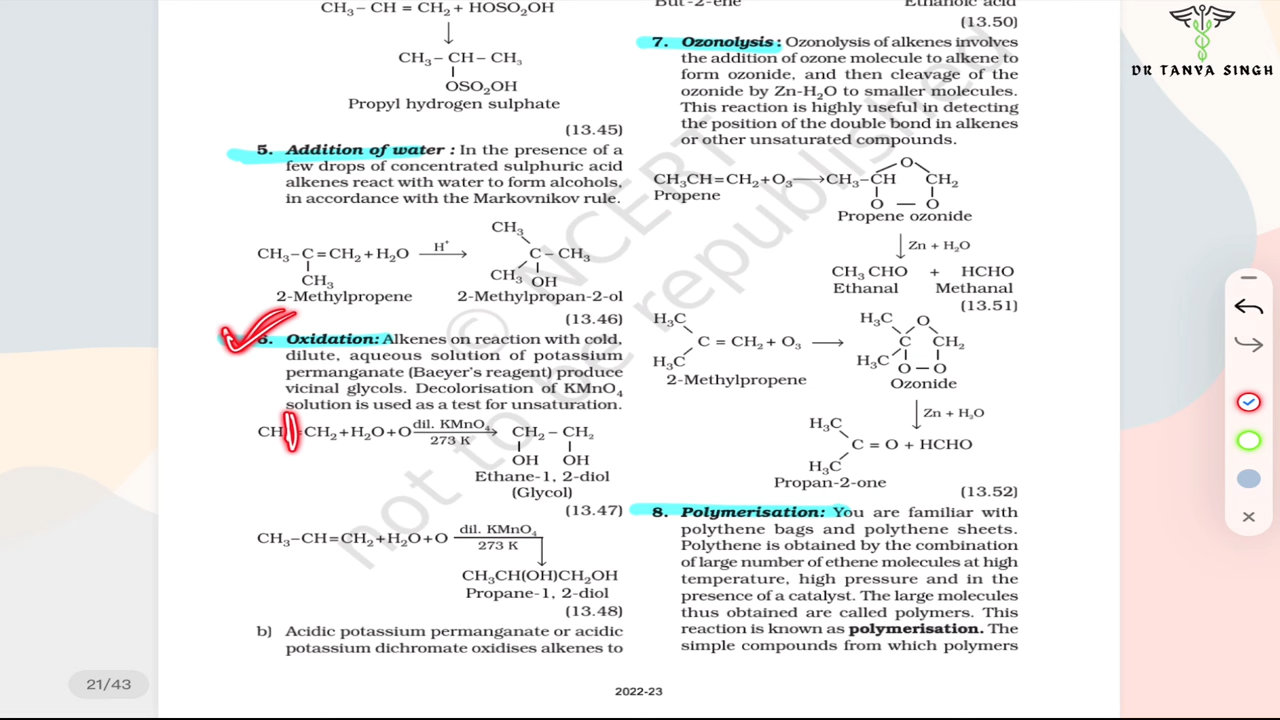 CH₃ – CH = CH₂ + HOSO₂OH
↓
CH₃ – CH – CH₃
OSO₂OH
Propyl hydrogen sulphate
(13.45)
5. Addition of water : In the presence of a
few drops of concentrated sulphuric acid
alkenes react with water to form alcohols,
in accordance with the Markovnikov rule.
CH₃
CH₃–C=CH₂+H₂O H⁺ → C – CH₃
CH₃ CH₃ OH
2-Methylpropene 2-Methylpropan-2-ol
(13.46)
Oxidation: Alkenes on reaction with cold,
dilute, aqueous solution of potassium
permanganate (Baeyer's reagent) produce
vicinal glycols. Decolorisation of KMnO₄
solution is used as a test for unsaturation.
CH =CH₂+H₂O+O dil. KMnO₄ → CH₂ – CH₂
273 K
OH OH
Ethane-1, 2-diol
(Glycol)
(13.47)
CH₃–CH=CH₂+H₂O+O dil. KMnO₄
273 K
↓
CH₃CH(OH)CH₂OH
Propane-1, 2-diol
(13.48)
b) Acidic potassium permanganate or acidic
potassium dichromate oxidises alkenes to
But-2-ene Ethanoic acid
(13.50)
7. Ozonolysis : Ozonolysis of alkenes involves
the addition of ozone molecule to alkene to
form ozonide, and then cleavage of the
ozonide by Zn-H₂O to smaller molecules.
This reaction is highly useful in detecting
the position of the double bond in alkenes
or other unsaturated compounds.
O
CH₃CH=CH₂+O₃ → CH₃–CH CH₂
Propene O — O
Propene ozonide
↓ Zn + H₂O
CH₃ CHO + HCHO
Ethanal Methanal
(13.51)
H₃C H₃C O
C = CH₂ + O₃ → C CH₂
H₃C H₃C O – O
2-Methylpropene Ozonide
↓ Zn + H₂O
H₃C
C = O + HCHO
H₃C
Propan-2-one
(13.52)
8. Polymerisation: You are familiar with
polythene bags and polythene sheets.
Polythene is obtained by the combination
of large number of ethene molecules at high
temperature, high pressure and in the
presence of a catalyst. The large molecules
thus obtained are called polymers. This
reaction is known as polymerisation. The
simple compounds from which polymers
© NCERT
not to be republished
2022-23
21/43
DR TANYA SINGH